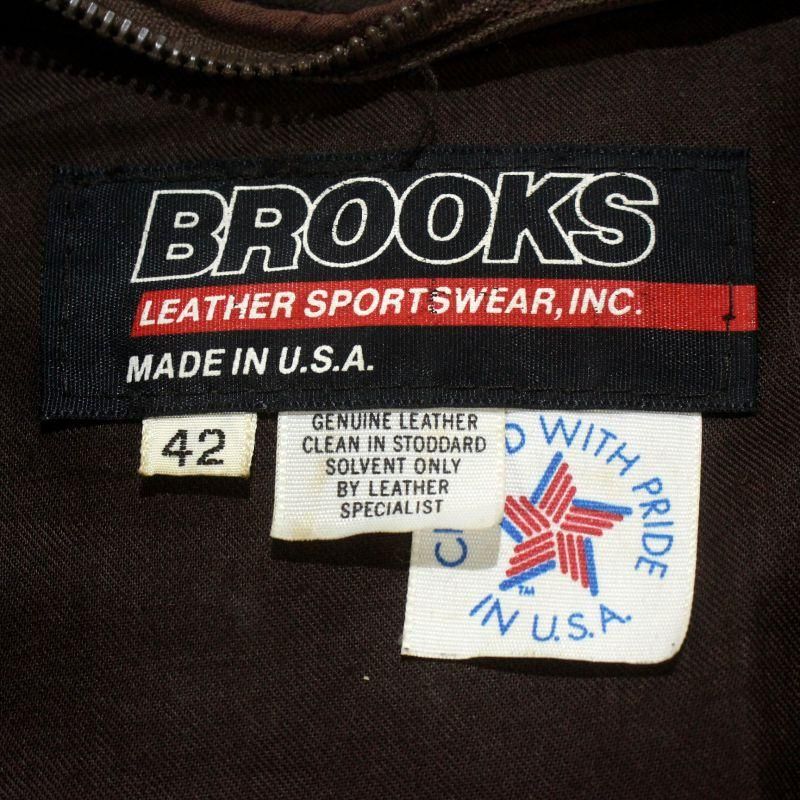 BROOKS
LEATHER SPORTSWEAR, INC.
MADE IN U.S.A.
42
GENUINE LEATHER
CLEAN IN STODDARD
SOLVENT ONLY
BY LEATHER
SPECIALIST
WITH PRIDE
IN U.S.A.
TM